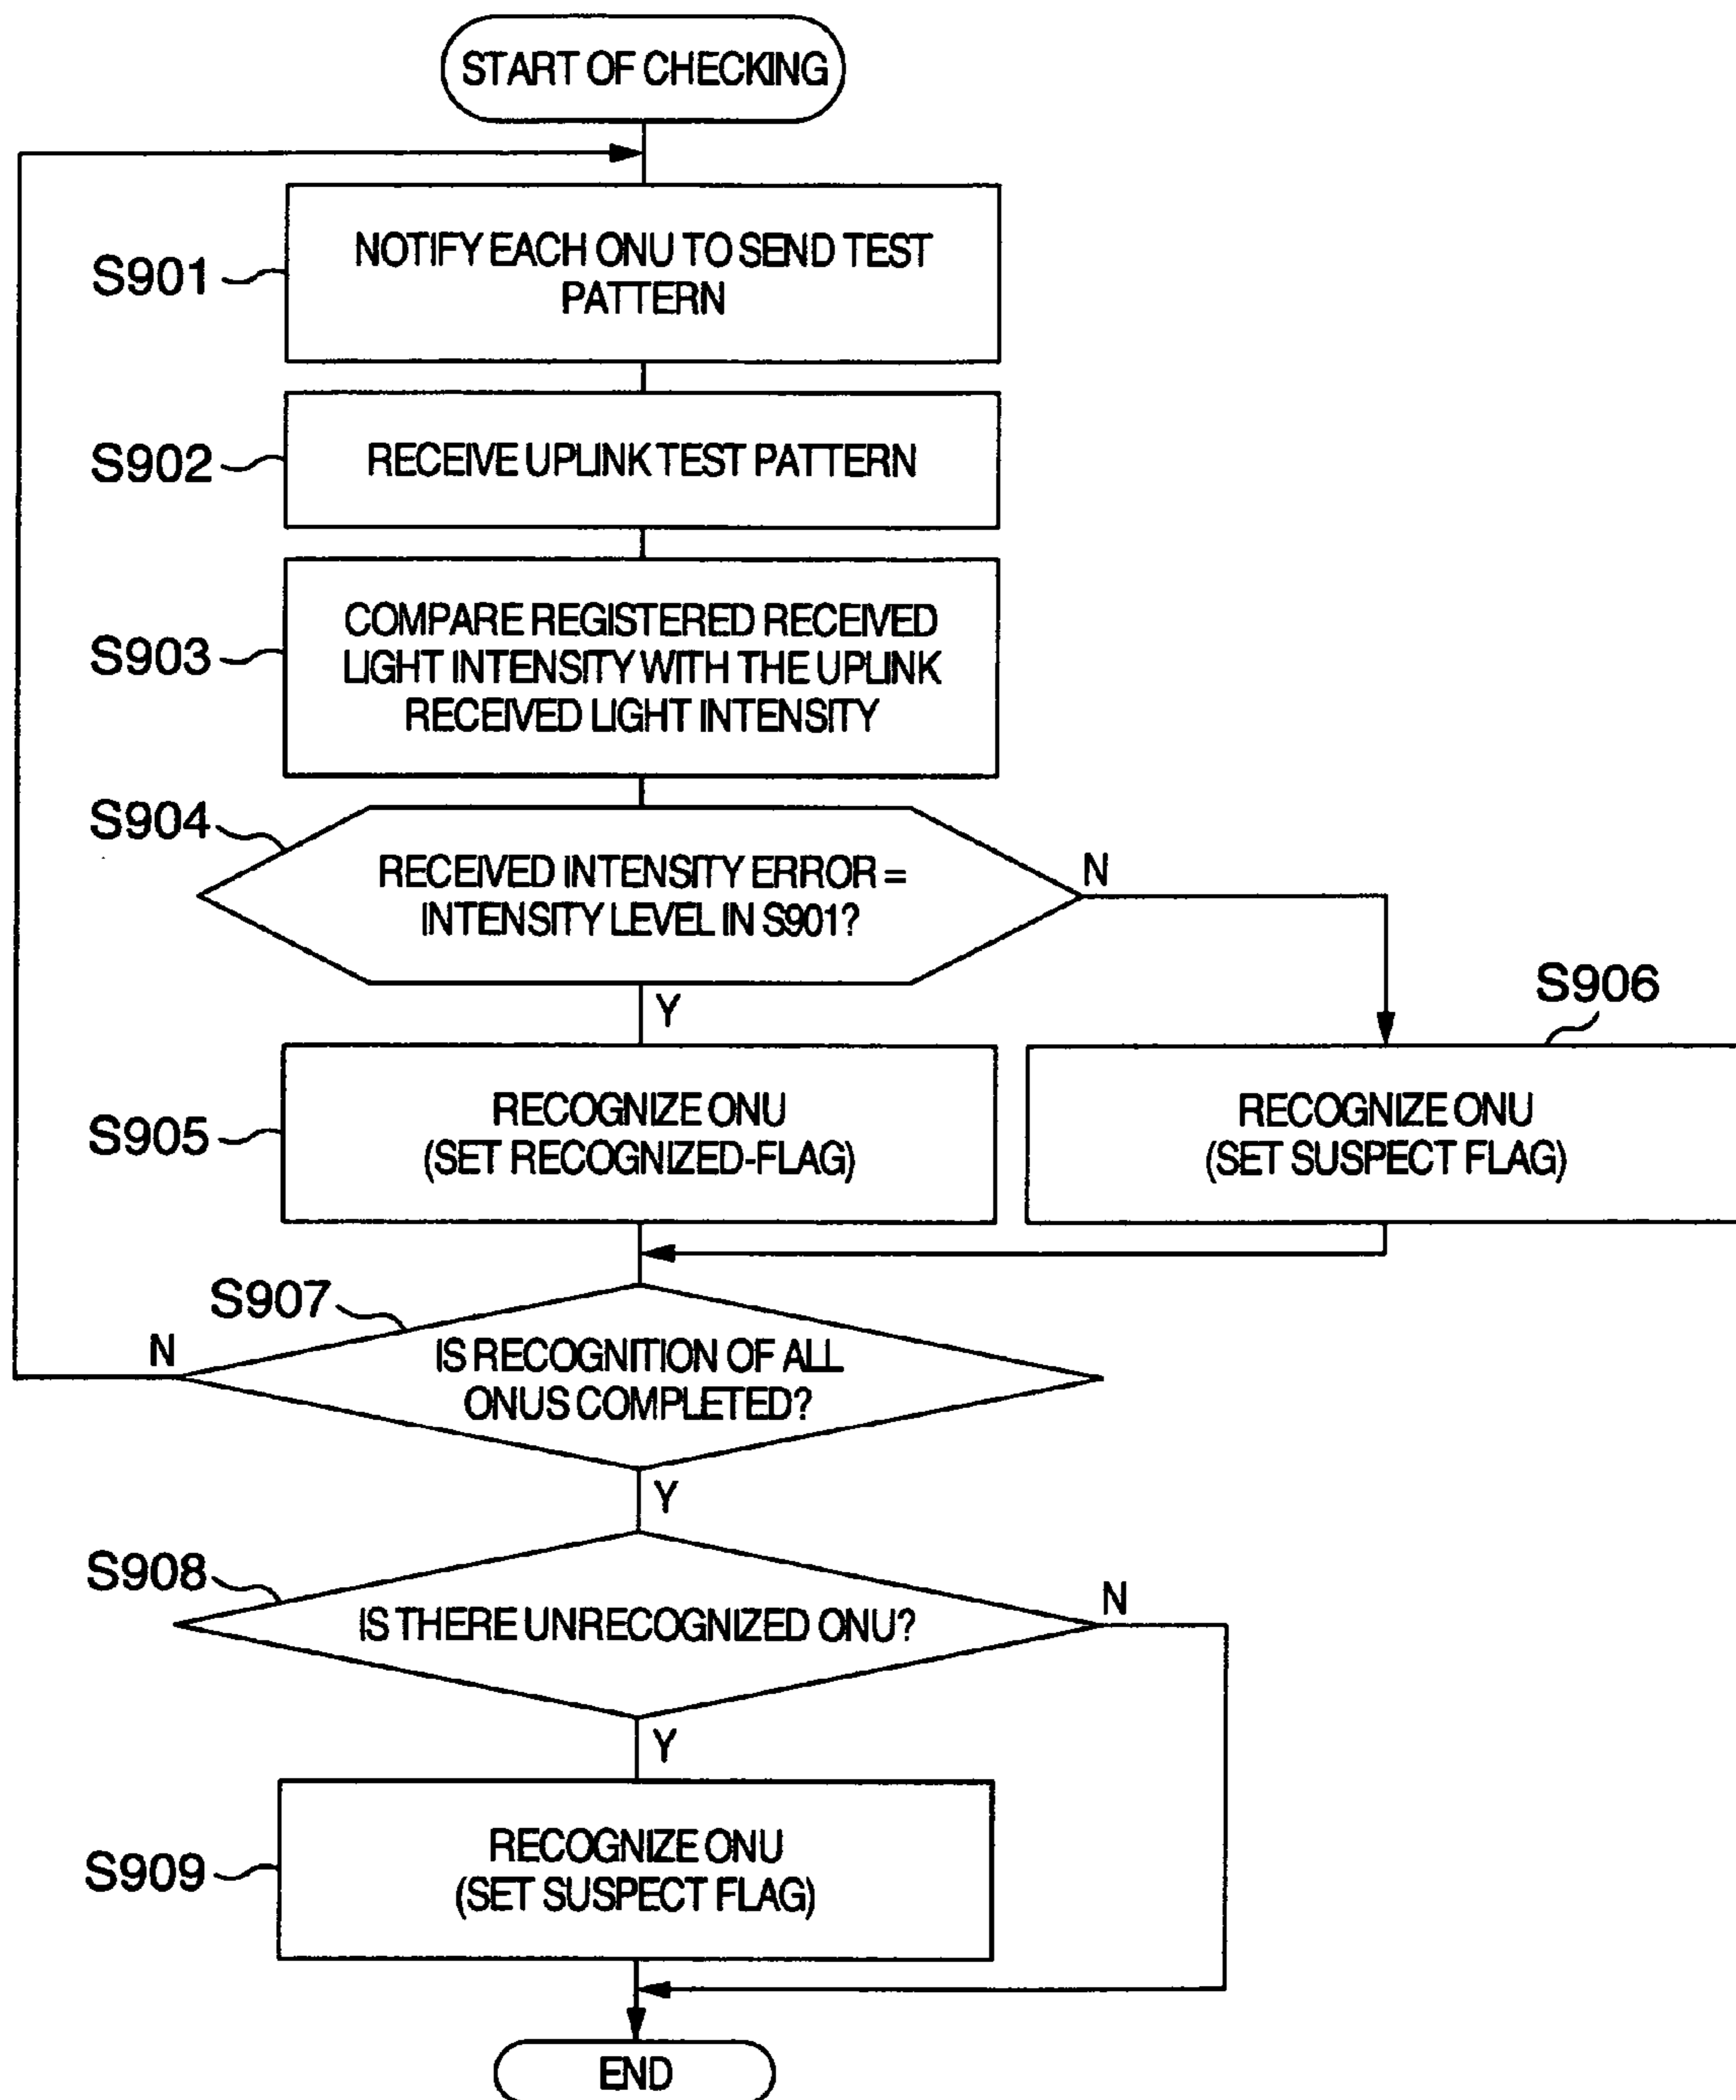 START OF CHECKING
S901
NOTIFY EACH ONU TO SEND TEST
PATTERN
S902
RECEIVE UPLINK TEST PATTERN
S903
COMPARE REGISTERED RECEIVED
LIGHT INTENSITY WITH THE UPLINK
RECEIVED LIGHT INTENSITY
S904
RECEIVED INTENSITY ERROR =
INTENSITY LEVEL IN S901?
N
Y
S905
RECOGNIZE ONU
(SET RECOGNIZED-FLAG)
S906
RECOGNIZE ONU
(SET SUSPECT FLAG)
S907
N
IS RECOGNITION OF ALL
ONUS COMPLETED?
Y
S908
IS THERE UNRECOGNIZED ONU?
N
Y
S909
RECOGNIZE ONU
(SET SUSPECT FLAG)
END